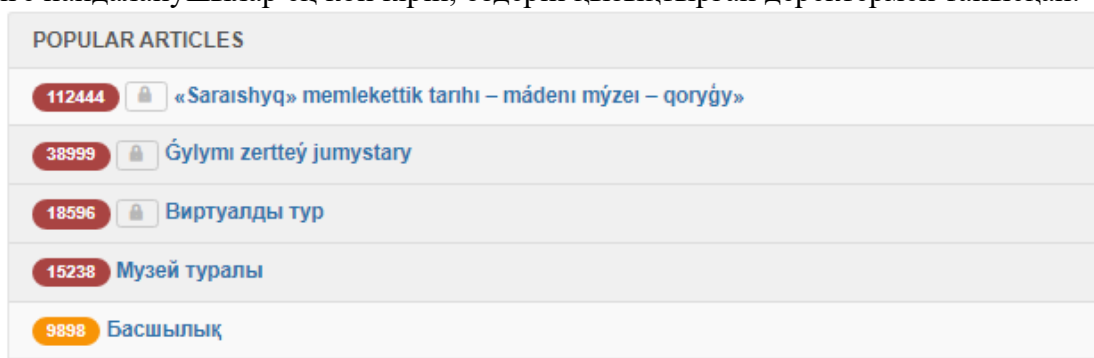 POPULAR ARTICLES
112444 «Saraıshyq» memlekettik tarıhı – mádenı mýzeı – qoryǵy»
38999 Ǵylymı zertteý jumystary
18596 Виртуалды тур
15238 Музей туралы
9898 Басшылық